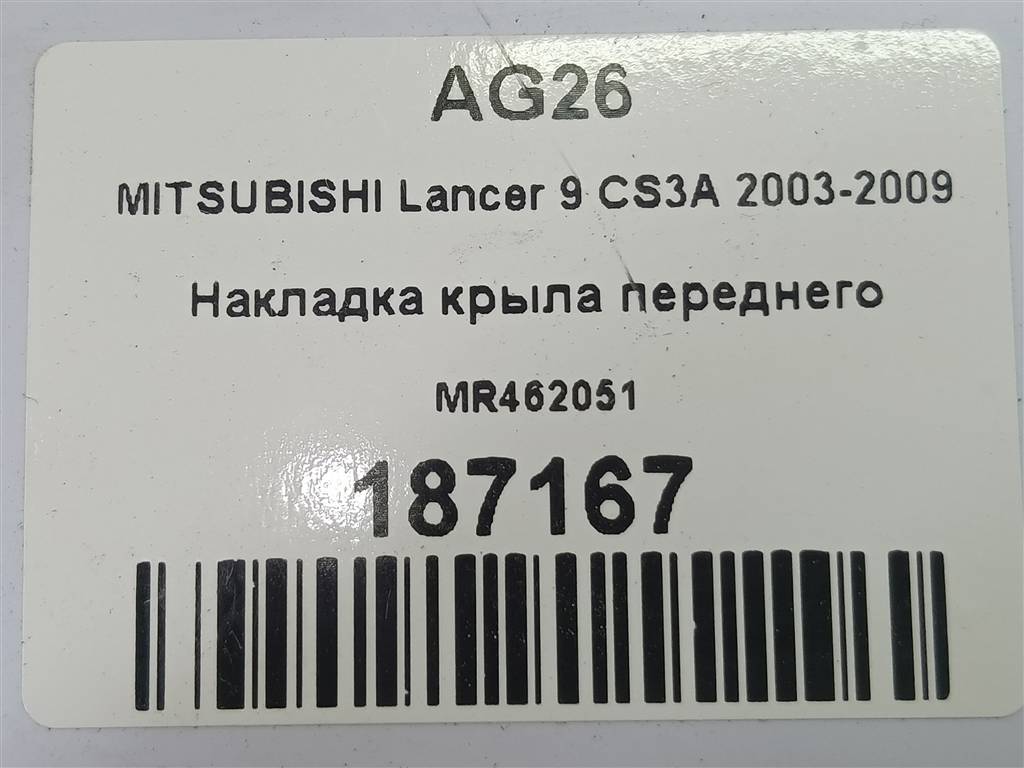 AG26
MITSUBISHI Lancer 9 CS3A 2003-2009
Накладка крыла переднего
MR462051
187167